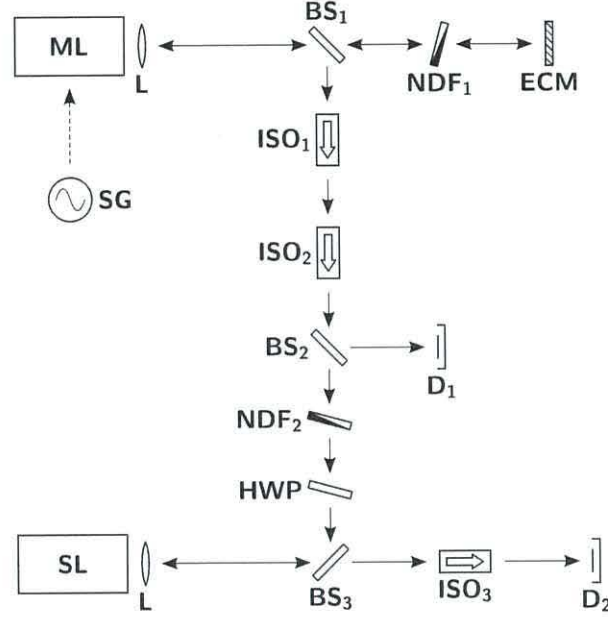 BS₁
ML
L
NDF₁
ECM
ISO₁
SG
ISO₂
BS₂
D₁
NDF₂
HWP
SL
L
BS₃
ISO₃
D₂